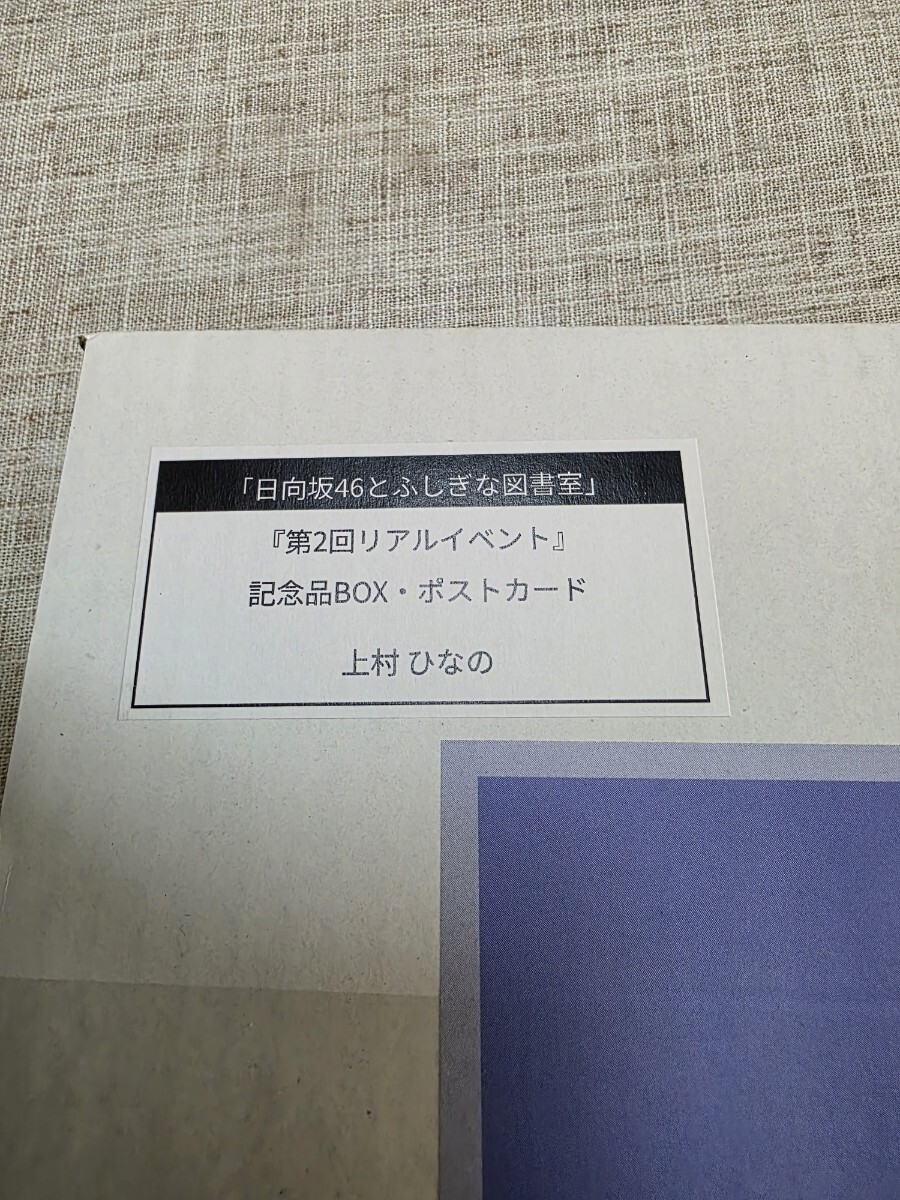 「日向坂46とふしぎな図書室」
『第2回リアルイベント』
記念品BOX・ポストカード
上村 ひなの